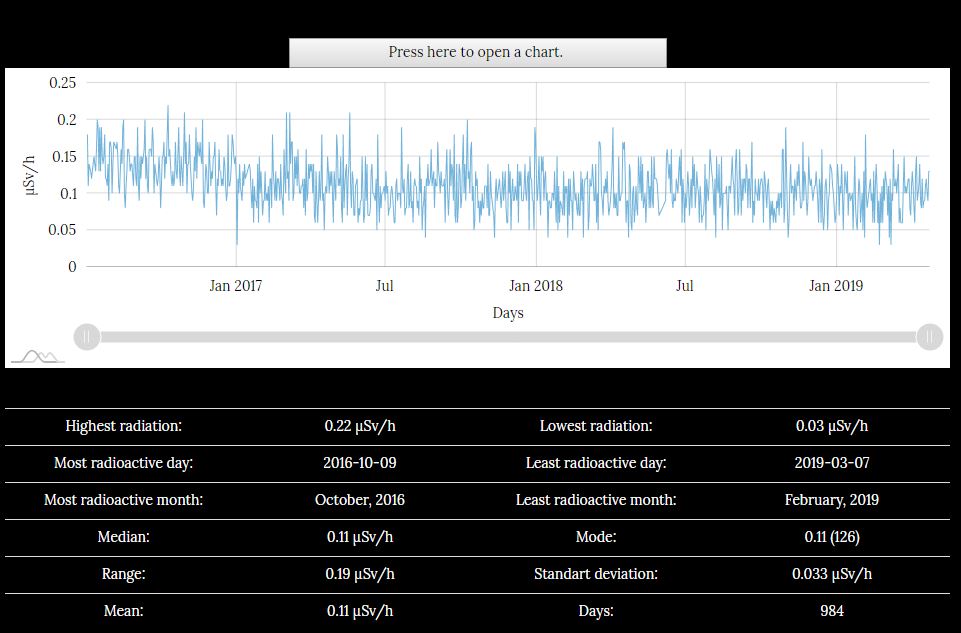 Press here to open a chart.
0.25
0.2
0.15
0.1
0.05
0
μSv/h
Jan 2017 Jul Jan 2018 Jul Jan 2019
Days
Highest radiation: 0.22 μSv/h Lowest radiation: 0.03 μSv/h
Most radioactive day: 2016-10-09 Least radioactive day: 2019-03-07
Most radioactive month: October, 2016 Least radioactive month: February, 2019
Median: 0.11 μSv/h Mode: 0.11 (126)
Range: 0.19 μSv/h Standart deviation: 0.033 μSv/h
Mean: 0.11 μSv/h Days: 984